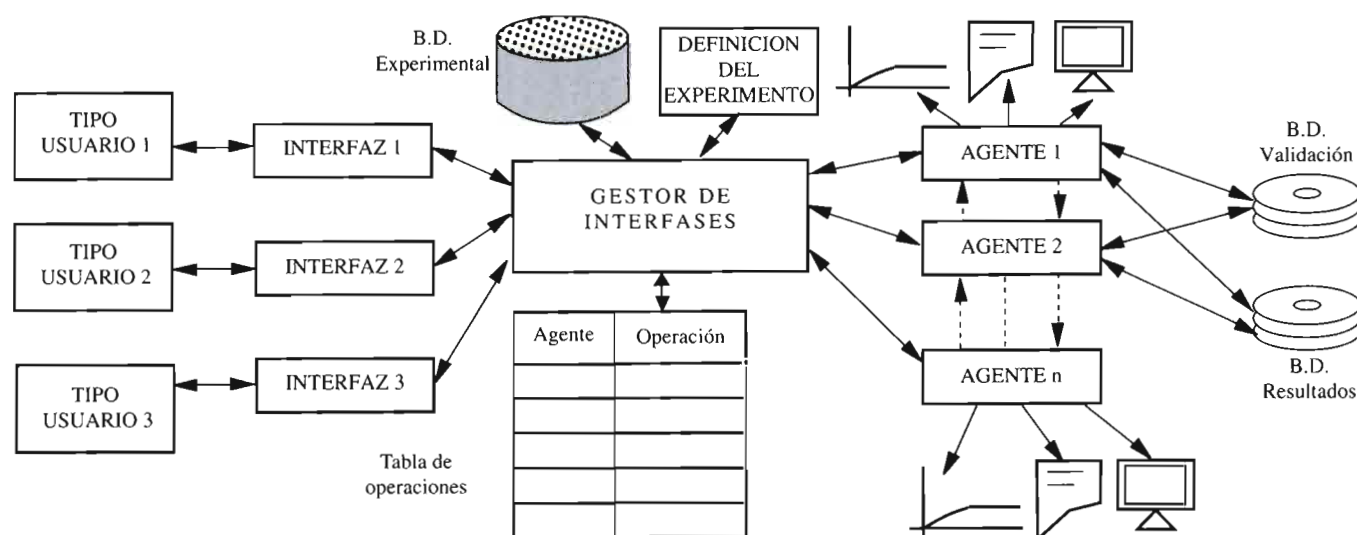 B.D.
Experimental
DEFINICION
DEL
EXPERIMENTO
TIPO
USUARIO 1
INTERFAZ 1
GESTOR DE
INTERFASES
AGENTE 1
B.D.
Validación
TIPO
USUARIO 2
INTERFAZ 2
AGENTE 2
TIPO
USUARIO 3
INTERFAZ 3
Agente
Operación
AGENTE n
B.D.
Resultados
Tabla de
operaciones